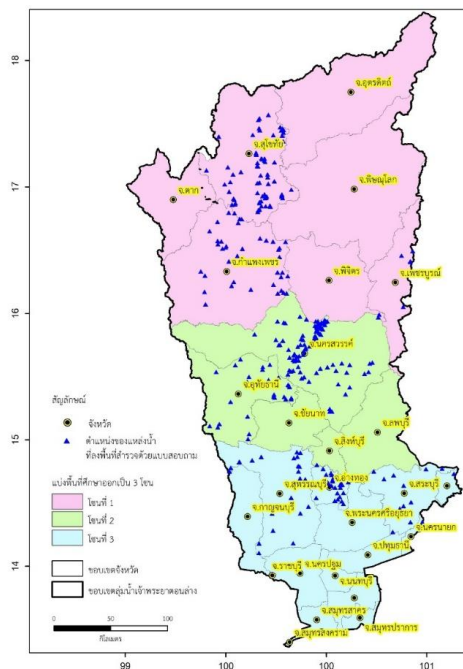 18
จ.อุตรดิตถ์
จ.สุโขทัย
17
จ.ตาก
จ.พิษณุโลก
จ.กำแพงเพชร
จ.พิจิตร
จ.เพชรบูรณ์
16
จ.นครสวรรค์
จ.อุทัยธานี
สัญลักษณ์
จังหวัด
ตำแหน่งของแหล่งน้ำ
ที่ลงพื้นที่สำรวจด้วยแบบสอบถาม
จ.ชัยนาท
จ.ลพบุรี
15
จ.สิงห์บุรี
แบ่งพื้นที่ศึกษาออกเป็น 3 โซน
โซนที่ 1
โซนที่ 2
โซนที่ 3
จ.สุพรรณบุรี
จ.อ่างทอง
จ.สระบุรี
จ.กาญจนบุรี
จ.พระนครศรีอยุธยา
จ.นครนายก
จ.ปทุมธานี
ขอบเขตจังหวัด
ขอบเขตลุ่มน้ำเจ้าพระยาตอนล่าง
14
จ.ราชบุรี
จ.นครปฐม
จ.นนทบุรี
0 50 100
กิโลเมตร
จ.สมุทรสาคร
จ.สมุทรปราการ
จ.สมุทรสงคราม
99 100 100 101